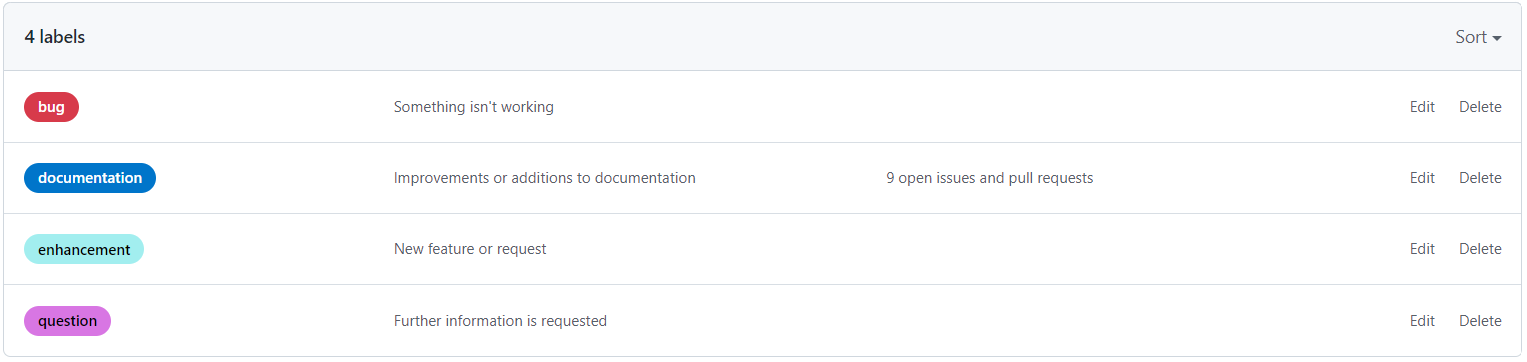 4 labels Sort
bug Something isn't working Edit Delete
documentation Improvements or additions to documentation 9 open issues and pull requests Edit Delete
enhancement New feature or request Edit Delete
question Further information is requested Edit Delete